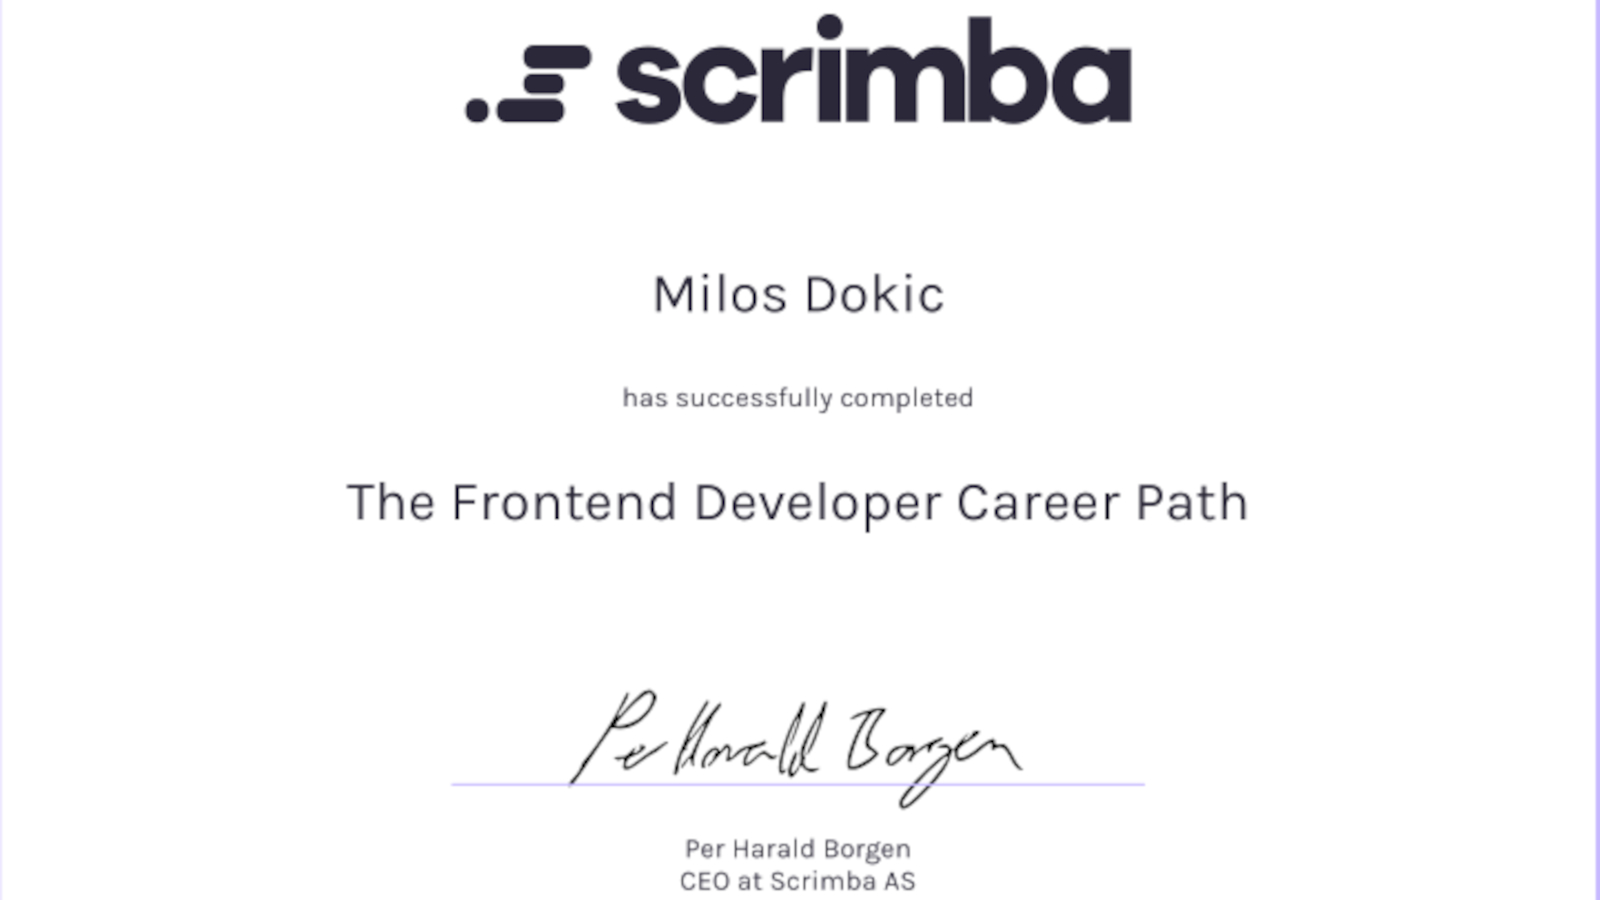 scrimba
Milos Dokic
has successfully completed
The Frontend Developer Career Path
Per Harald Borgen
Per Harald Borgen
CEO at Scrimba AS